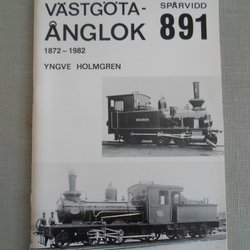 VÄSTGÖTA- SPÅRVIDD
ÅNGLOK 891
1872-1982
YNGVE HOLMGREN